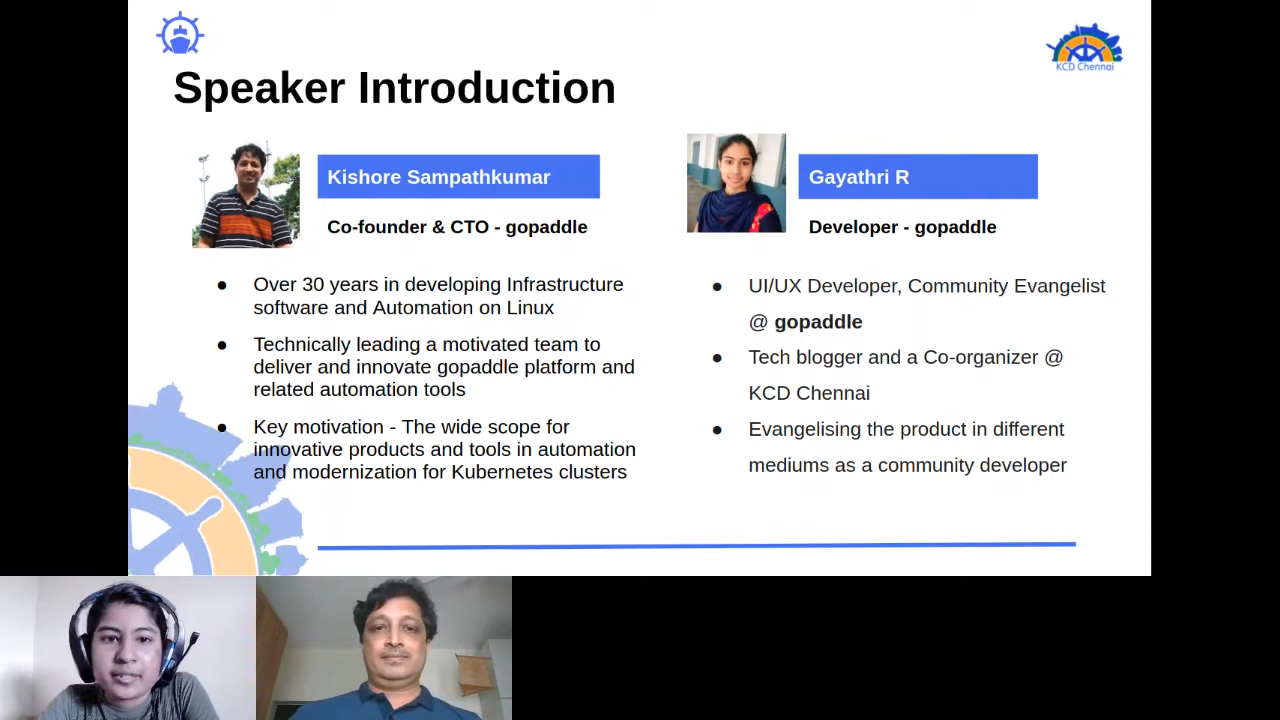 KCD Chennai
Speaker Introduction
Kishore Sampathkumar
Co-founder & CTO - gopaddle
● Over 30 years in developing Infrastructure
software and Automation on Linux
● Technically leading a motivated team to
deliver and innovate gopaddle platform and
related automation tools
● Key motivation - The wide scope for
innovative products and tools in automation
and modernization for Kubernetes clusters
Gayathri R
Developer - gopaddle
● UI/UX Developer, Community Evangelist
@ gopaddle
● Tech blogger and a Co-organizer @
KCD Chennai
● Evangelising the product in different
mediums as a community developer